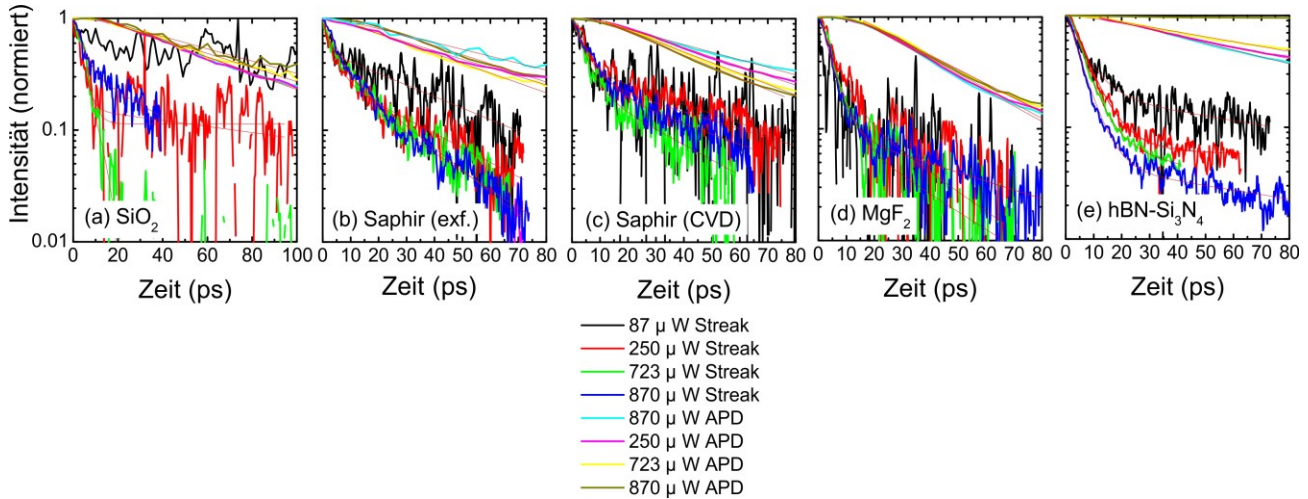 Intensität (normiert)
1
0.1
0.01
(a) SiO2
(b) Saphir (exf.)
(c) Saphir (CVD)
(d) MgF2
(e) hBN-Si3N4
0 20 40 60 80 100
0 10 20 30 40 50 60 70 80
0 10 20 30 40 50 60 70 80
0 10 20 30 40 50 60 70 80
0 10 20 30 40 50 60 70 80
Zeit (ps)
Zeit (ps)
Zeit (ps)
Zeit (ps)
Zeit (ps)
87 µ W Streak
250 µ W Streak
723 µ W Streak
870 µ W Streak
870 µ W APD
250 µ W APD
723 µ W APD
870 µ W APD